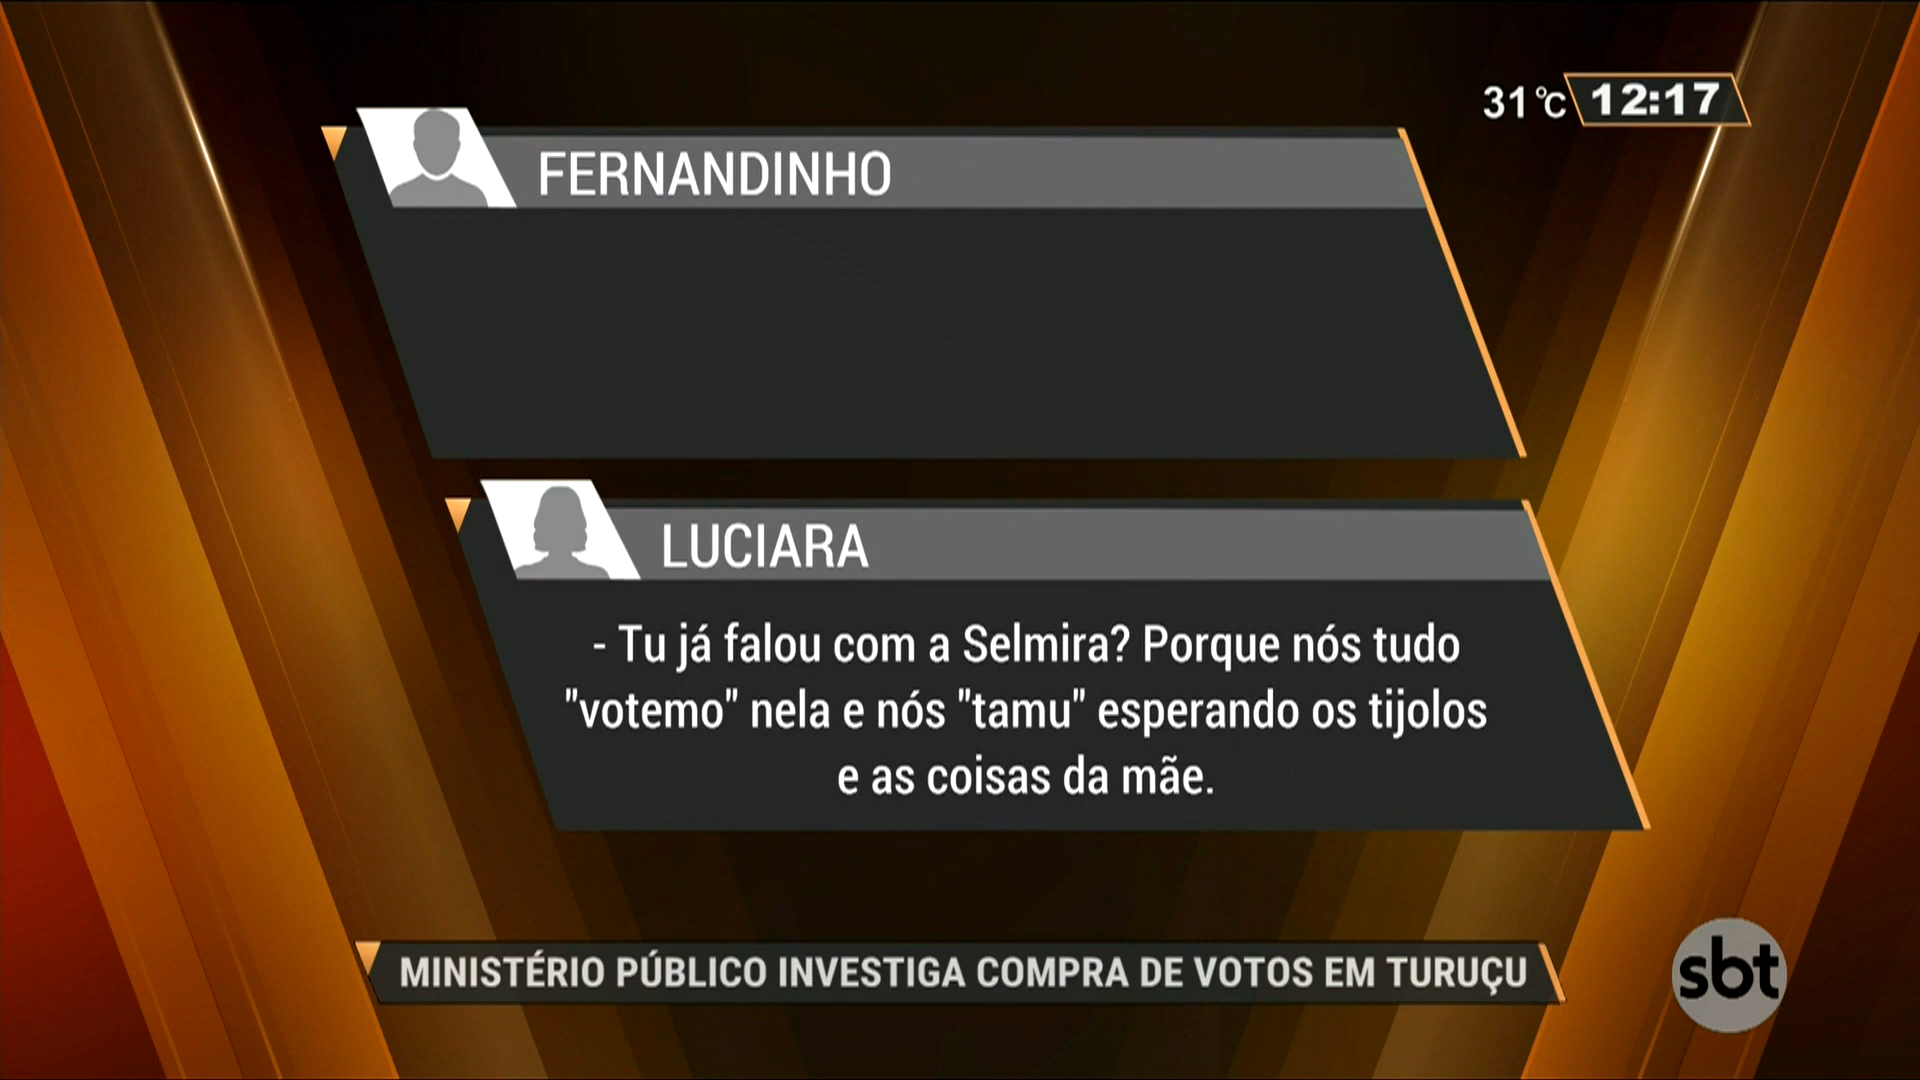 31°C 12:17
FERNANDINHO
LUCIARA
- Tu já falou com a Selmira? Porque nós tudo
"votemo" nela e nós "tamu" esperando os tijolos
e as coisas da mãe.
MINISTÉRIO PÚBLICO INVESTIGA COMPRA DE VOTOS EM TURUÇU
sbt